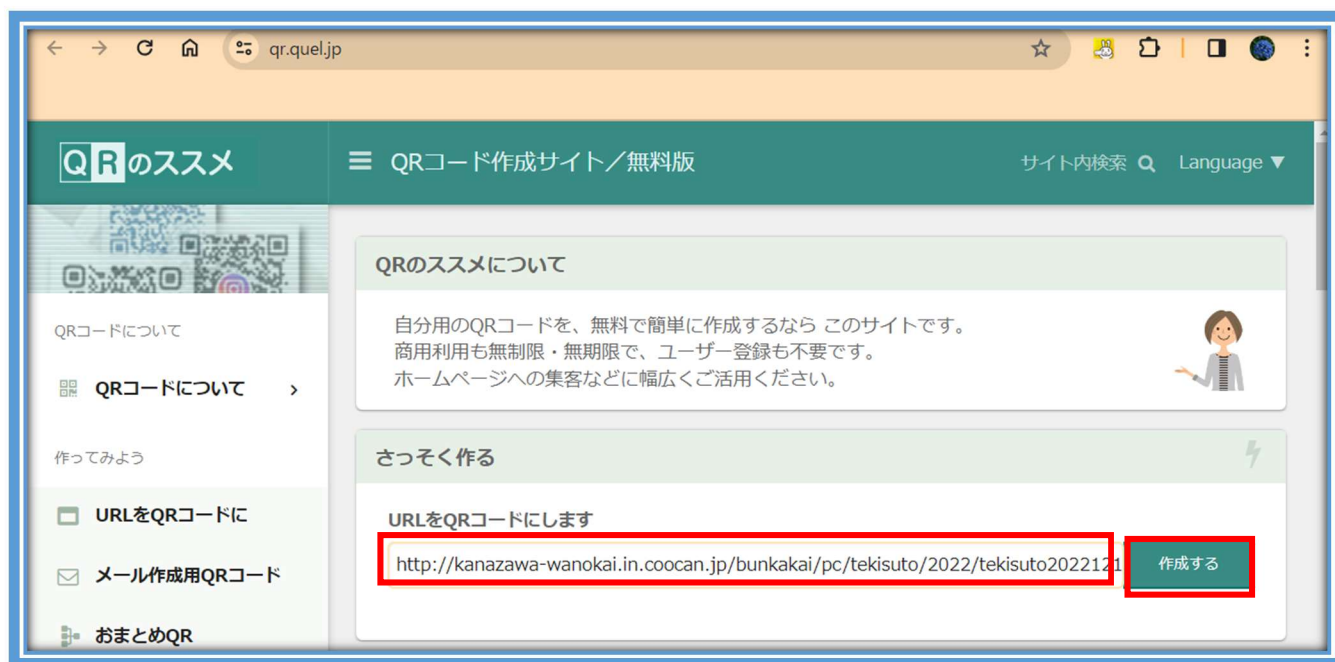 qr.quel.jp
QRのススメ
QRコード作成サイト／無料版
サイト内検索 Language ▼
QRコードについて
QRコードについて
作ってみよう
URLをQRコードに
メール作成用QRコード
おまとめQR
QRのススメについて
自分用のQRコードを、無料で簡単に作成するなら このサイトです。
商用利用も無制限・無期限で、ユーザー登録も不要です。
ホームページへの集客などに幅広くご活用ください。
さっそく作る
URLをQRコードにします
http://kanazawa-wanokai.in.coocan.jp/bunkakai/pc/tekisuto/2022/tekisuto2022121
作成する